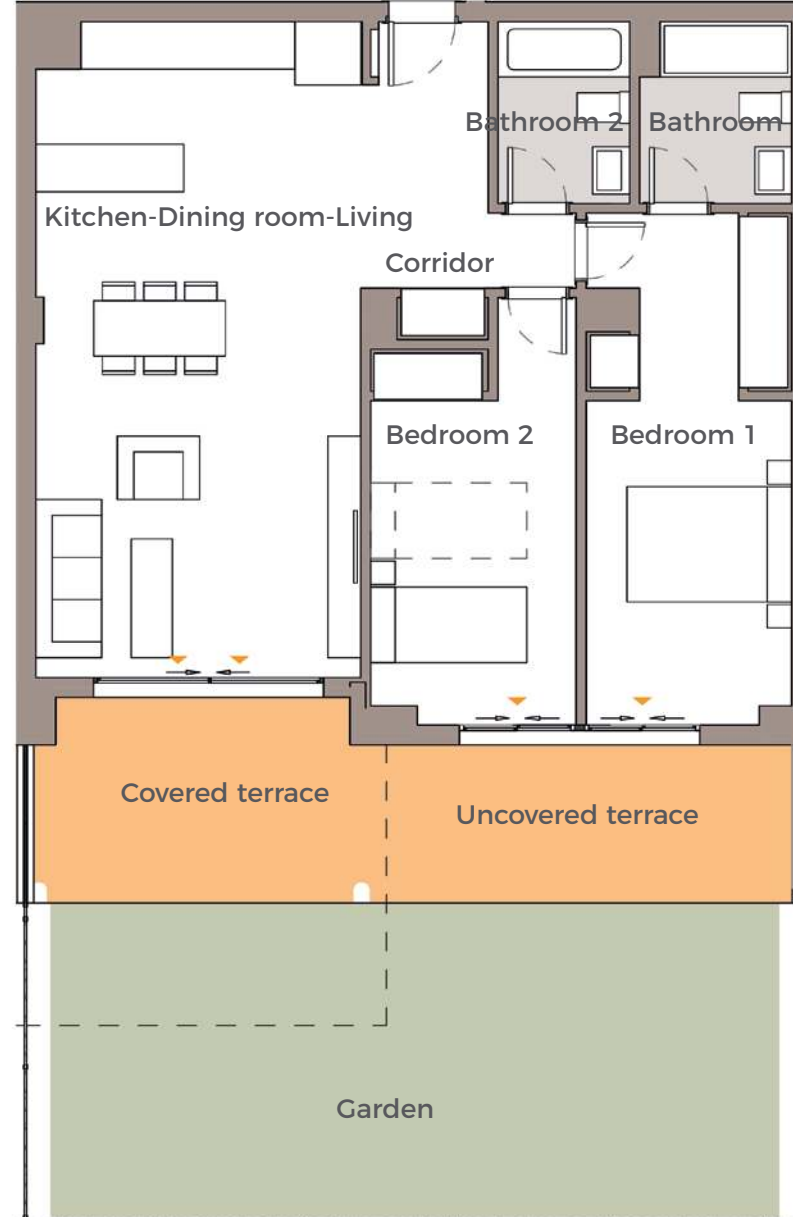 Bathroom 2
Bathroom
Kitchen-Dining room-Living
Corridor
Bedroom 2
Bedroom 1
Covered terrace
Uncovered terrace
Garden